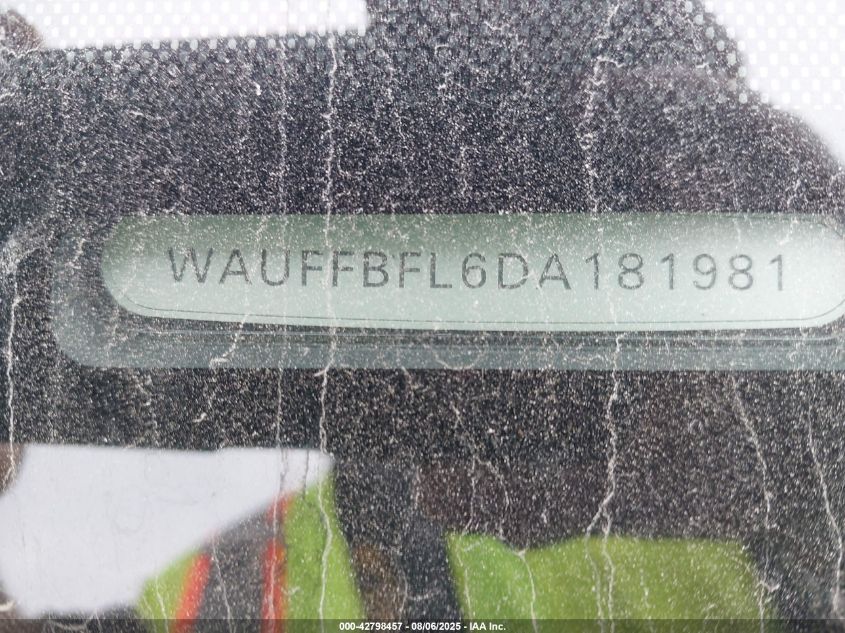 WAUFFBFL6DA181981
000-42798457 - 08/06/2025 - IAA Inc.